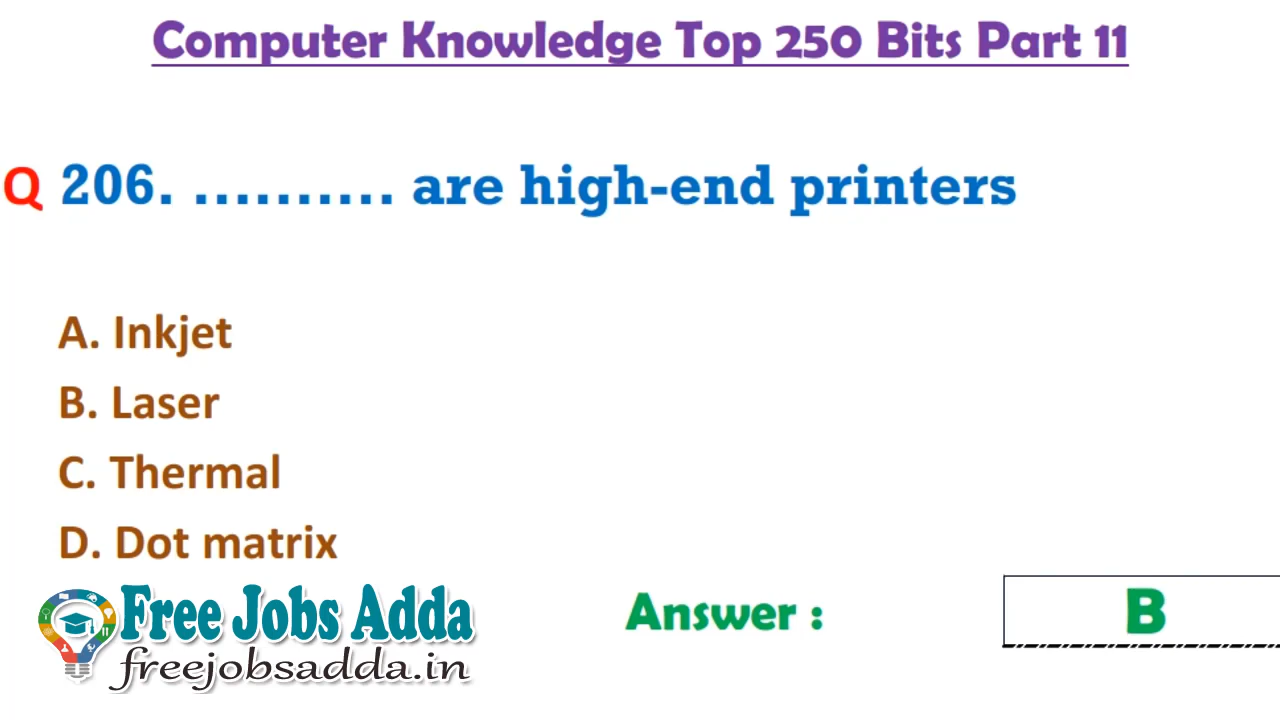 Computer Knowledge Top 250 Bits Part 11
Q 206. .......... are high-end printers
A. Inkjet
B. Laser
C. Thermal
D. Dot matrix
Free Jobs Adda
freejobsadda.in
Answer :
B